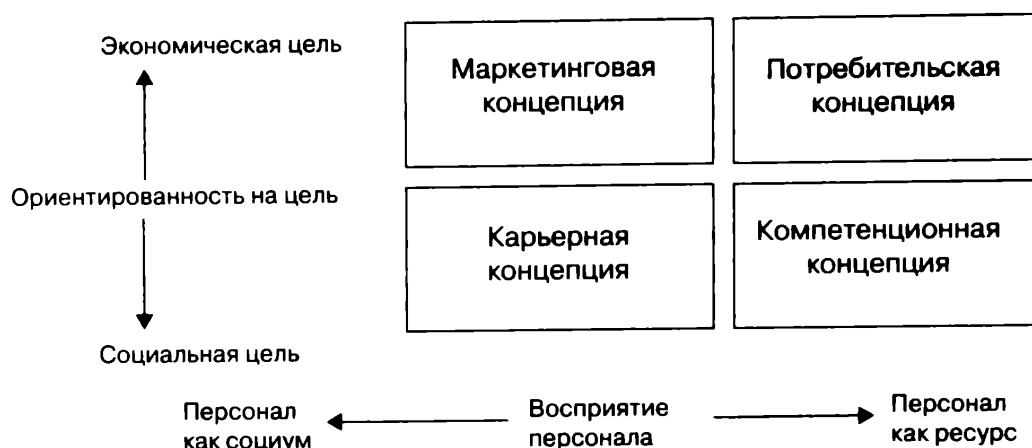 Экономическая цель
Маркетинговая
концепция
Потребительская
концепция
Ориентированность на цель
Карьерная
концепция
Компетенционная
концепция
Социальная цель
Персонал
как социум
Восприятие
персонала
Персонал
как ресурс